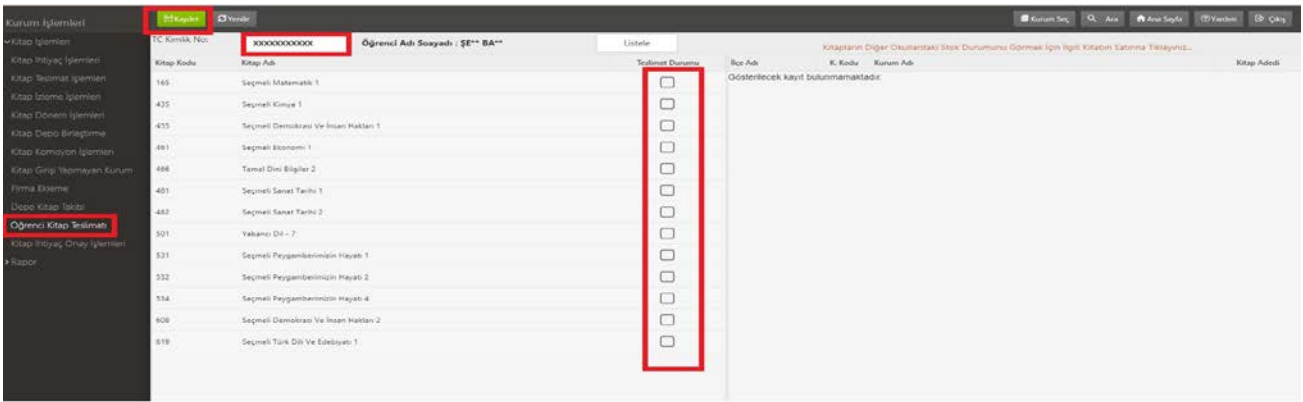 Kurum İşlemleri
Kaydet Yenile Kurum Seç Ara Ana Sayfa Yardım Çıkış
Kitap İşlemleri
Kitap İhtiyaç İşlemleri
Kitap Teslimat İşlemleri
Kitap İzleme İşlemleri
Kitap Dönem İşlemleri
Kitap Depo Birleştirme
Kitap Komisyon İşlemleri
Kitap Girişi Yapmayan Kurum
Firma Ekleme
Depo Kitap Takibi
Öğrenci Kitap Teslimatı
Kitap İhtiyaç Onay İşlemleri
Rapor
TC Kimlik No: XXXXXXXXXXX Öğrenci Adı Soyadı : ŞE** BA** Listele
Kitapların Diğer Okullardaki Stok Durumunu Görmek İçin İlgili Kitabın Satırına Tıklayınız...
Kitap Kodu Kitap Adı Teslimat Durumu
İlçe Adı K. Kodu Kurum Adı Kitap Adedi
Gösterilecek kayıt bulunmamaktadır.
165 Seçmeli Matematik 1
435 Seçmeli Kimya 1
455 Seçmeli Demokrasi Ve İnsan Hakları 1
461 Seçmeli Ekonomi 1
466 Temel Dini Bilgiler 2
481 Seçmeli Sanat Tarihi 1
482 Seçmeli Sanat Tarihi 2
501 Yabancı Dil - 7
531 Seçmeli Peygamberimizin Hayatı 1
532 Seçmeli Peygamberimizin Hayatı 2
534 Seçmeli Peygamberimizin Hayatı 4
608 Seçmeli Demokrasi Ve İnsan Hakları 2
619 Seçmeli Türk Dili Ve Edebiyatı 1